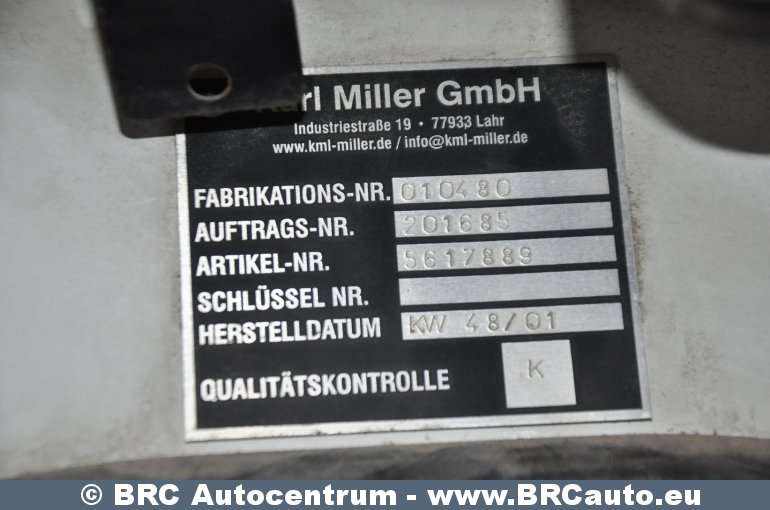 Karl Miller GmbH
Industriestraße 19 • 77933 Lahr
www.kml-miller.de / info@kml-miller.de
FABRIKATIONS-NR. 010480
AUFTRAGS-NR. 201685
ARTIKEL-NR. 5617889
SCHLÜSSEL NR.
HERSTELLDATUM KW 48/01
QUALITÄTSKONTROLLE K
© BRC Autocentrum - www.BRCauto.eu